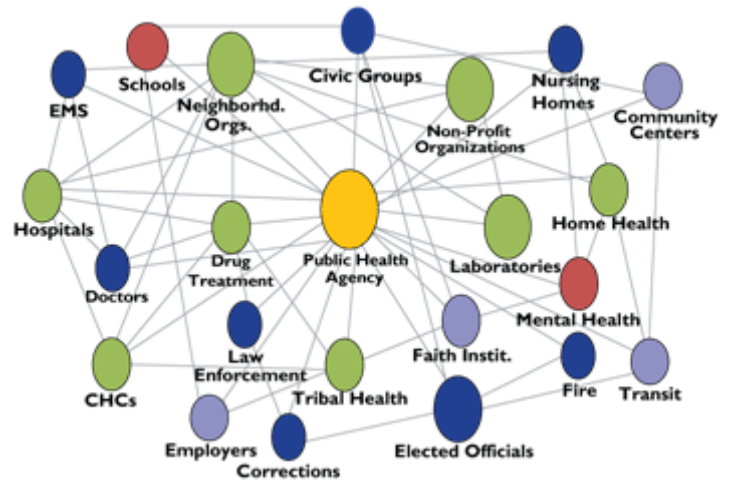 Schools
Civic Groups
EMS
Neighborhd.
Orgs.
Nursing
Homes
Community
Centers
Non-Profit
Organizations
Hospitals
Home Health
Drug
Treatment
Public Health
Agency
Laboratories
Doctors
Mental Health
Law
Enforcement
Faith Instit.
CHCs
Tribal Health
Fire
Transit
Employers
Elected Officials
Corrections